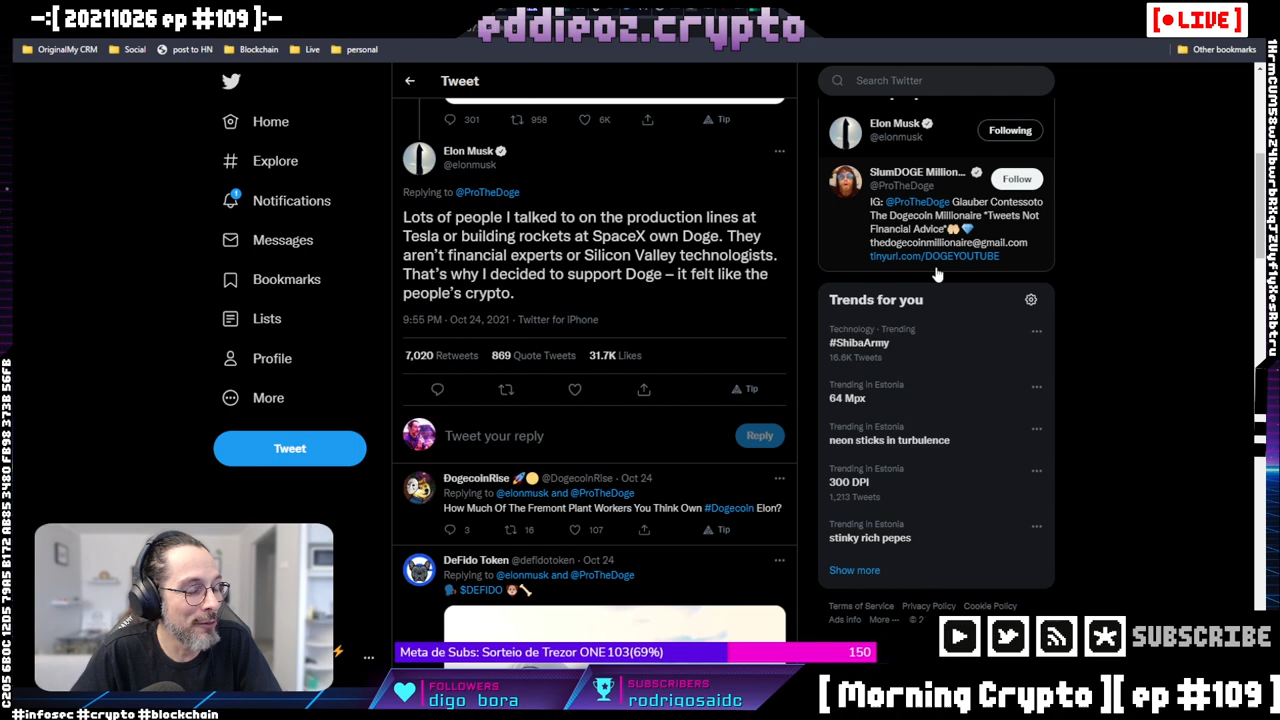 —:[ 20211026 ep #109 ]:—
eddieoz.crypto
[● LIVE ]
OriginalMy CRM
Social
post to HN
Blockchain
Live
personal
Other bookmarks
Home
Explore
1
Notifications
Messages
Bookmarks
Lists
Profile
More
Tweet
Tweet
301
958
6K
Tip
Elon Musk
@elonmusk
Replying to @ProTheDoge
Lots of people I talked to on the production lines at
Tesla or building rockets at SpaceX own Doge. They
aren't financial experts or Silicon Valley technologists.
That's why I decided to support Doge – it felt like the
people's crypto.
9:55 PM · Oct 24, 2021 · Twitter for iPhone
7,020 Retweets 869 Quote Tweets 31.7K Likes
Tip
Tweet your reply
Reply
ÐogecoinRise 🚀🟡 @DogecoinRise · Oct 24
Replying to @elonmusk and @ProTheDoge
How Much Of The Fremont Plant Workers You Think Own #Dogecoin Elon?
3
16
107
Tip
DeFido Token @defidotoken · Oct 24
Replying to @elonmusk and @ProTheDoge
$DEFIDO
Search Twitter
Elon Musk
@elonmusk
Following
SlumDOGE Million...
@ProTheDoge
Follow
IG: @ProTheDoge Glauber Contessoto
The Dogecoin Millionaire "Tweets Not
Financial Advice"🤲🏻💎
thedogecoinmillionaire@gmail.com
tinyurl.com/DOGEYOUTUBE
Trends for you
Technology · Trending
#ShibaArmy
16.6K Tweets
Trending in Estonia
64 Mpx
Trending in Estonia
neon sticks in turbulence
Trending in Estonia
300 DPI
1,213 Tweets
Trending in Estonia
stinky rich pepes
Show more
Terms of Service Privacy Policy Cookie Policy
Ads info More ··· © 2
SUBSCRIBE
Meta de Subs: Sorteio de Trezor ONE 103(69%)
150
FOLLOWERS
digo_bora_
SUBSCRIBERS
rodrigosaidc
[ Morning Crypto ][ ep #109 ]
#infosec #crypto #blockchain